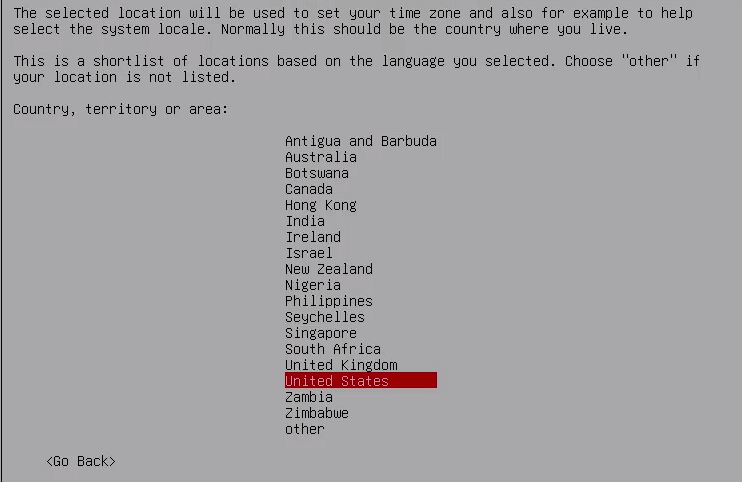 The selected location will be used to set your time zone and also for example to help
select the system locale. Normally this should be the country where you live.
This is a shortlist of locations based on the language you selected. Choose "other" if
your location is not listed.
Country, territory or area:
Antigua and Barbuda
Australia
Botswana
Canada
Hong Kong
India
Ireland
Israel
New Zealand
Nigeria
Philippines
Seychelles
Singapore
South Africa
United Kingdom
United States
Zambia
Zimbabwe
other
<Go Back>